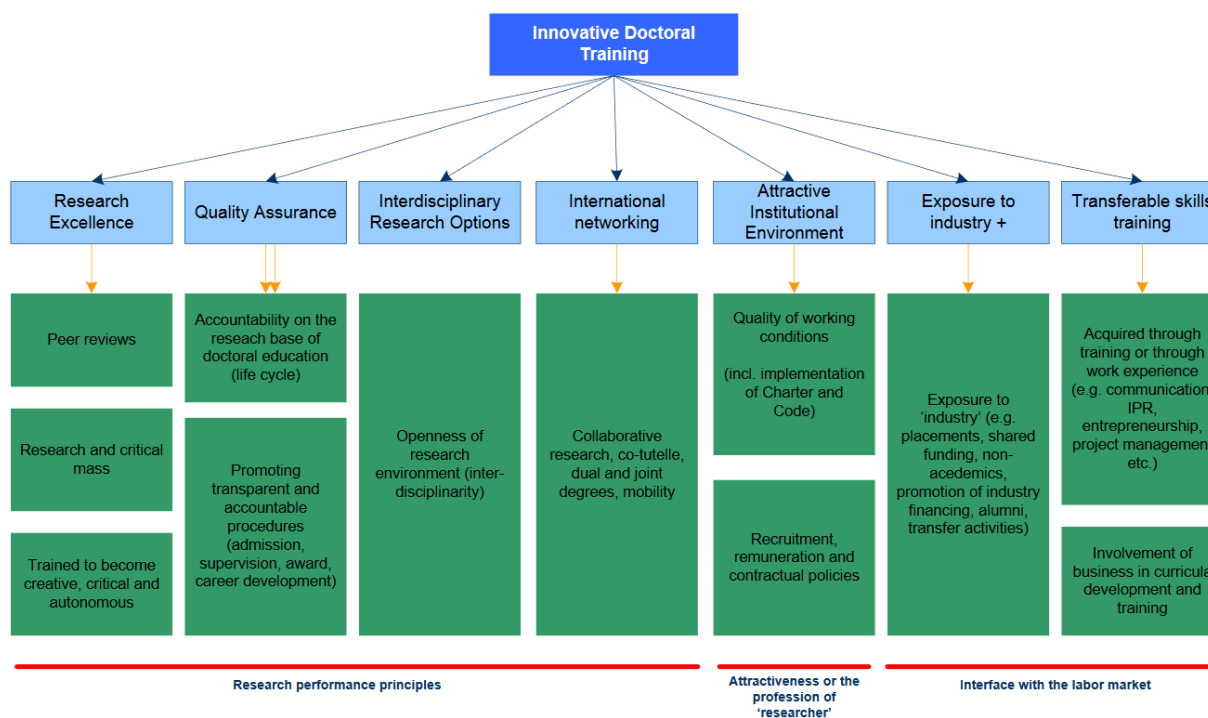 Innovative Doctoral
Training
Research
Excellence
Quality Assurance
Interdisciplinary
Research Options
International
networking
Attractive
Institutional
Environment
Exposure to
industry +
Transferable skills
training
Peer reviews
Research and critical
mass
Trained to become
creative, critical and
autonomous
Accountability on the
reseach base of
doctoral education
(life cycle)
Promoting
transparent and
accountable
procedures
(admission,
supervision, award,
career development)
Openness of
research
environment (inter-
disciplinarity)
Collaborative
research, co-tutelle,
dual and joint
degrees, mobility
Quality of working
conditions
(incl. implementation
of Charter and
Code)
Recruitment,
remuneration and
contractual policies
Exposure to
‘industry’ (e.g.
placements, shared
funding, non-
acedemics,
promotion of industry
financing, alumni,
transfer activities)
Acquired through
training or through
work experience
(e.g. communication,
IPR,
entrepreneurship,
project management
etc.)
Involvement of
business in curricula
development and
training
Research performance principles
Attractiveness or the
profession of
‘researcher’
Interface with the labor market